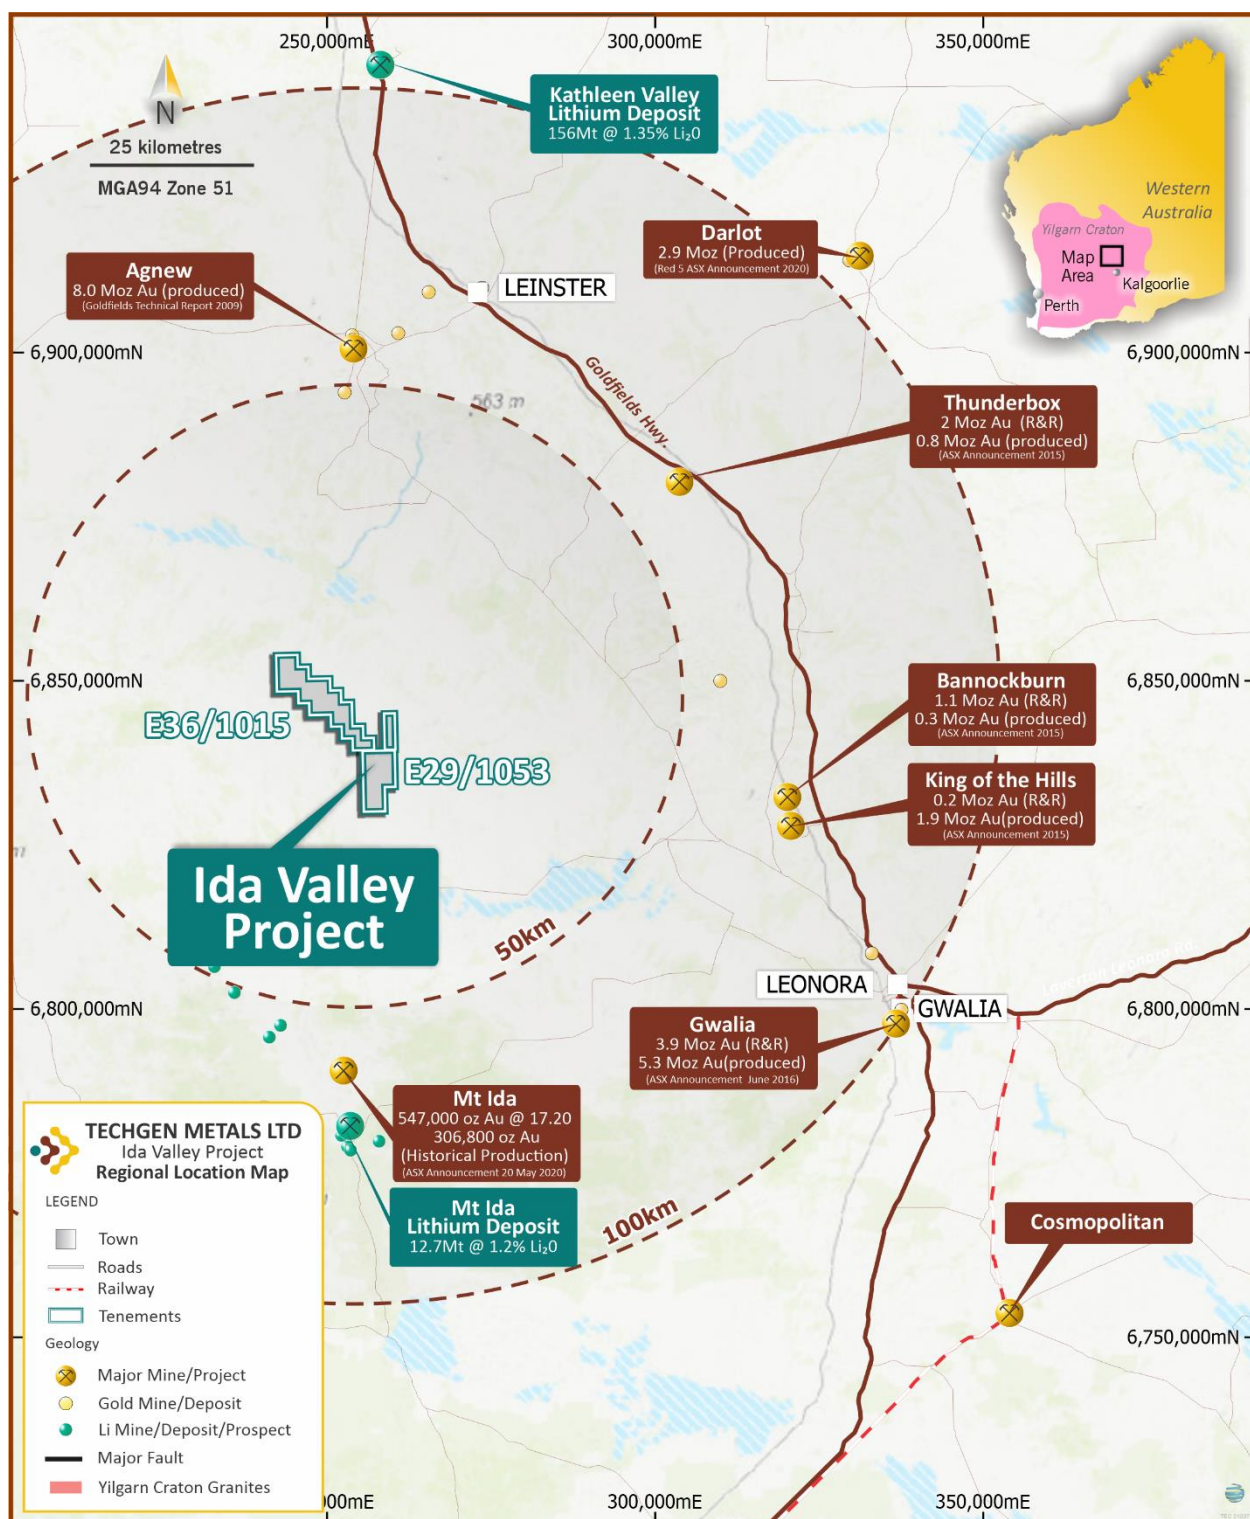 250,000mE
300,000mE
350,000mE
N
25 kilometres
MGA94 Zone 51
Kathleen Valley
Lithium Deposit
156Mt @ 1.35% Li₂0
Western
Australia
Yilgarn Craton
Map
Area
Kalgoorlie
Perth
Darlot
2.9 Moz (Produced)
(Red 5 ASX Announcement 2020)
Agnew
8.0 Moz Au (produced)
(Goldfields Technical Report 2009)
LEINSTER
6,900,000mN
6,900,000mN
Goldfields Hwy.
563 m
Thunderbox
2 Moz Au (R&R)
0.8 Moz Au (produced)
(ASX Announcement 2015)
6,850,000mN
6,850,000mN
E36/1015
E29/1053
Bannockburn
1.1 Moz Au (R&R)
0.3 Moz Au (produced)
(ASX Announcement 2015)
King of the Hills
0.2 Moz Au (R&R)
1.9 Moz Au(produced)
(ASX Announcement 2015)
m
Ida Valley
Project
50km
Laverton Leonora Rd.
LEONORA
GWALIA
6,800,000mN
6,800,000mN
Gwalia
3.9 Moz Au (R&R)
5.3 Moz Au(produced)
(ASX Announcement June 2016)
Mt Ida
547,000 oz Au @ 17.20
306,800 oz Au
(Historical Production)
(ASX Announcement 20 May 2020)
Mt Ida
Lithium Deposit
12.7Mt @ 1.2% Li₂0
100km
Cosmopolitan
6,750,000mN
TECHGEN METALS LTD
Ida Valley Project
Regional Location Map
LEGEND
Town
Roads
Railway
Tenements
Geology
Major Mine/Project
Gold Mine/Deposit
Li Mine/Deposit/Prospect
Major Fault
Yilgarn Craton Granites
,000mE
300,000mE
350,000mE